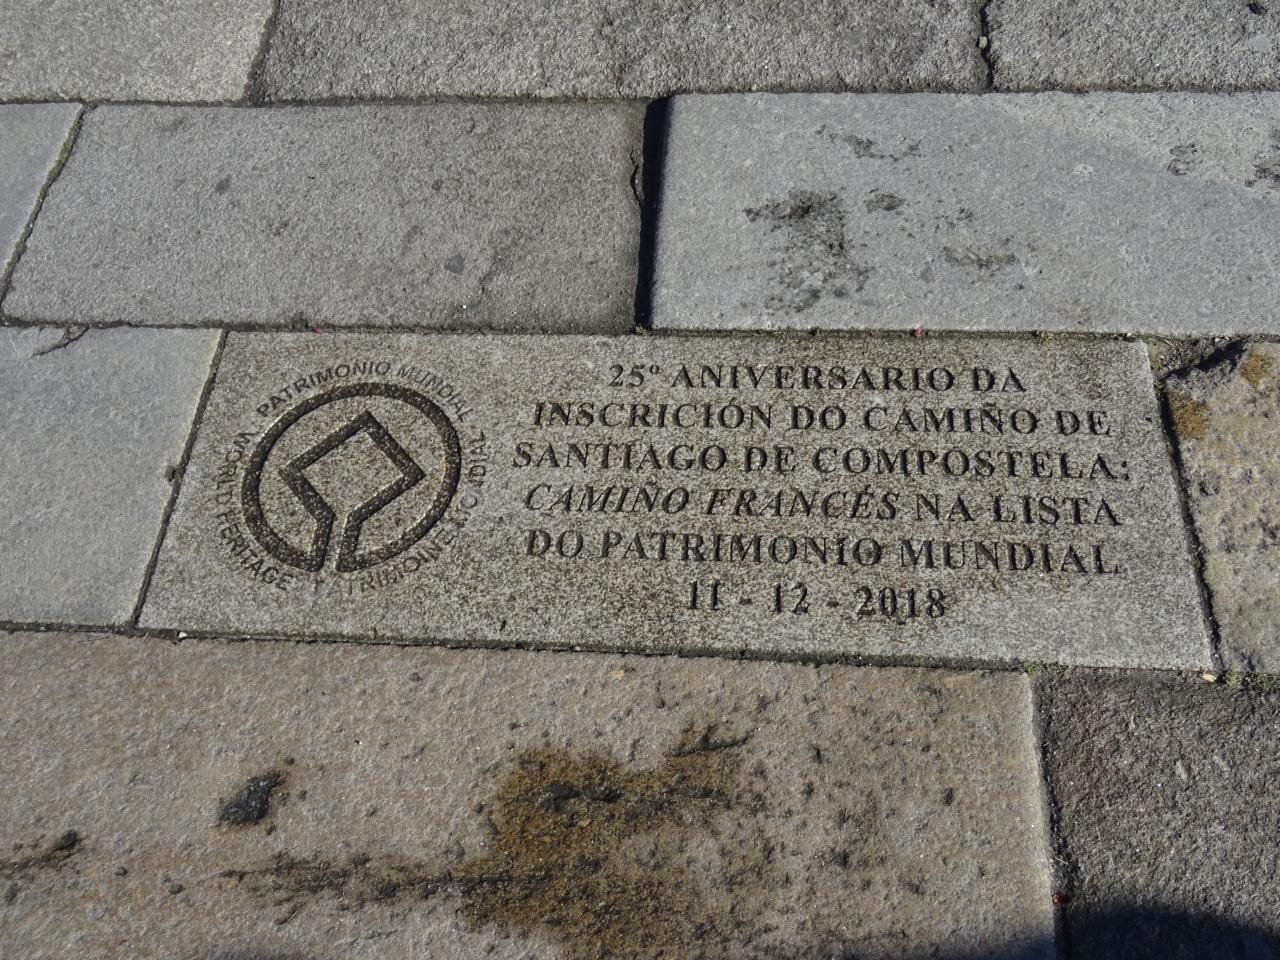 PATRIMONIO MUNDIAL
WORLD HERITAGE
PATRIMOINE MONDIAL
25º ANIVERSARIO DA
INSCRICIÓN DO CAMIÑO DE
SANTIAGO DE COMPOSTELA:
CAMIÑO FRANCÉS NA LISTA
DO PATRIMONIO MUNDIAL
11 - 12 - 2018